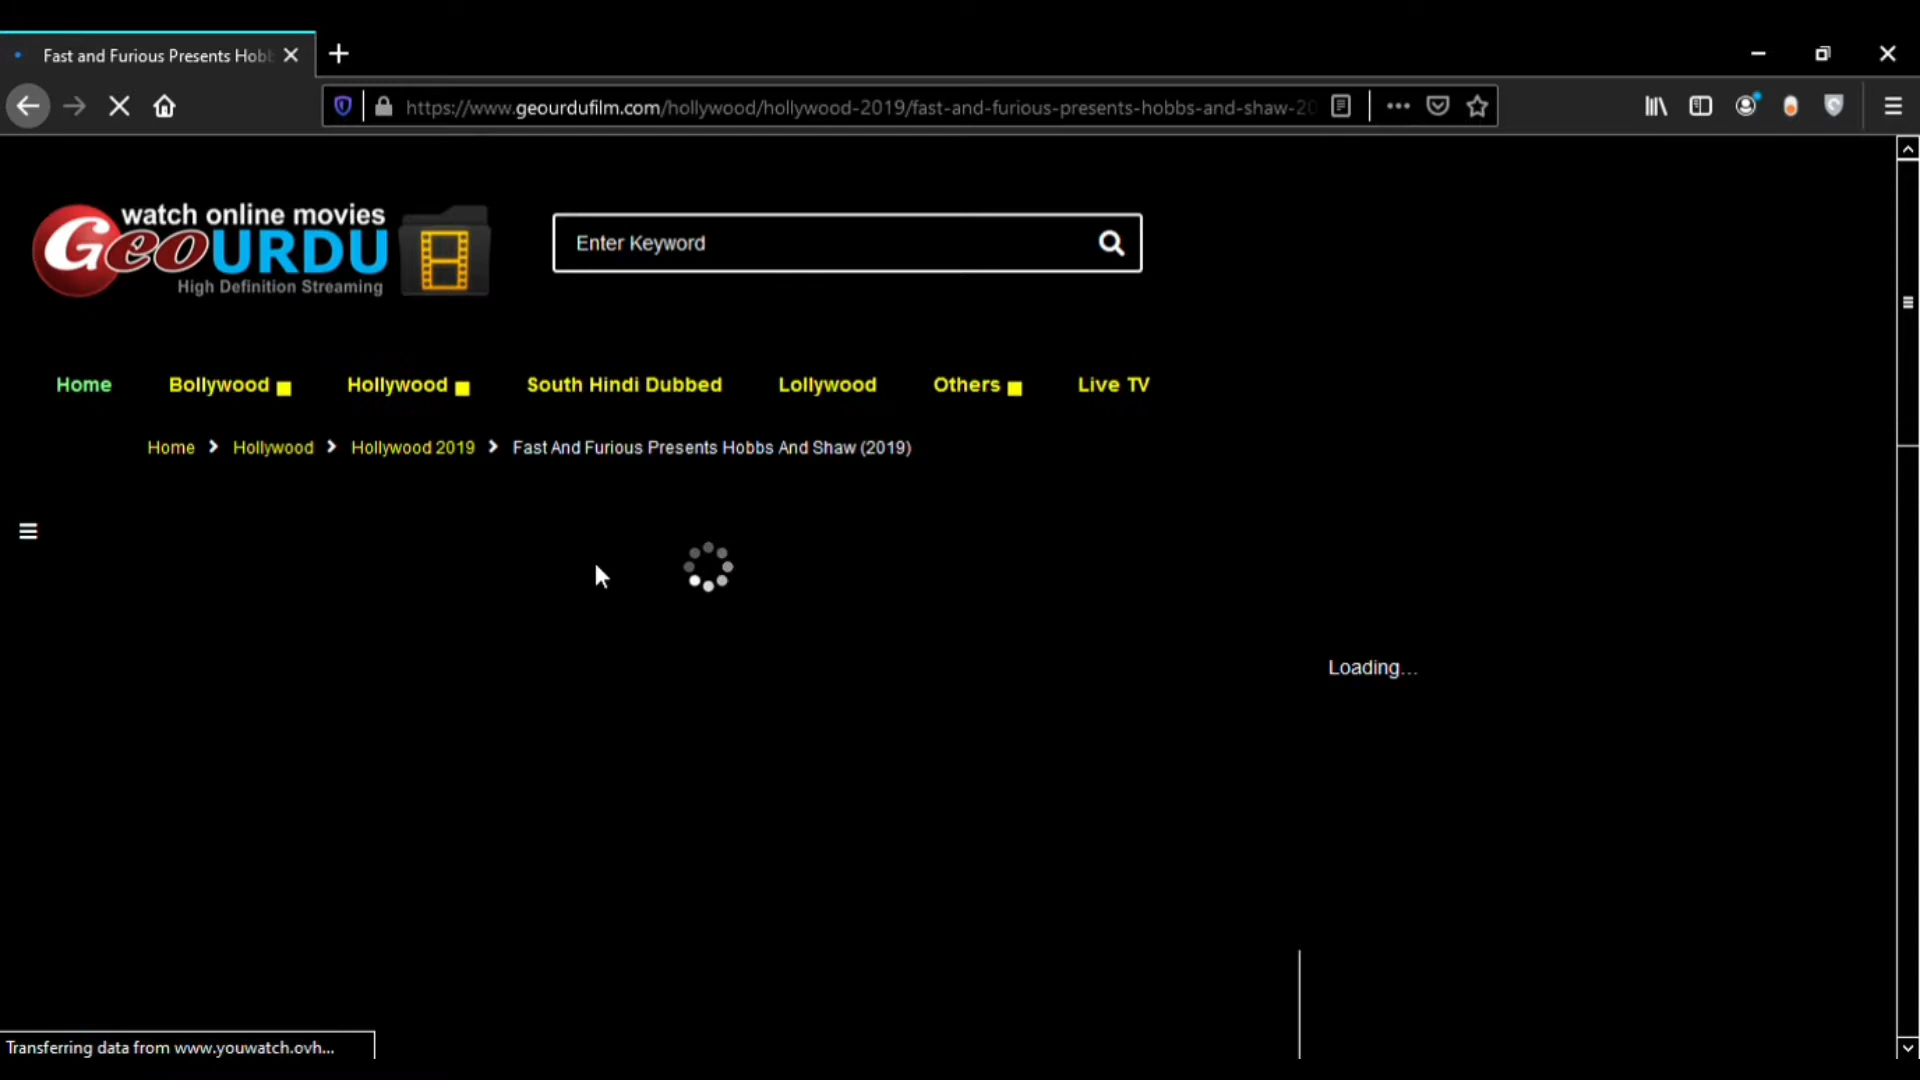 Fast and Furious Presents Hobb
https://www.geourdufilm.com/hollywood/hollywood-2019/fast-and-furious-presents-hobbs-and-shaw-20
watch online movies
GeoURDU
High Definition Streaming
Enter Keyword
Home Bollywood Hollywood South Hindi Dubbed Lollywood Others Live TV
Home > Hollywood > Hollywood 2019 > Fast And Furious Presents Hobbs And Shaw (2019)
Loading...
Transferring data from www.youwatch.ovh...